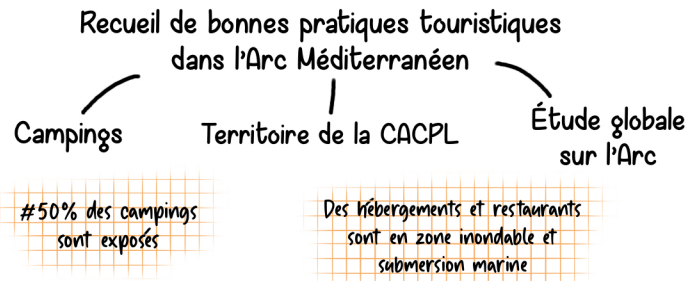 Recueil de bonnes pratiques touristiques
dans l'Arc Méditerranéen
Campings
Territoire de la CACPL
Étude globale
sur l'Arc
#50% des campings
sont exposés
Des hébergements et restaurants
sont en zone inondable et
submersion marine